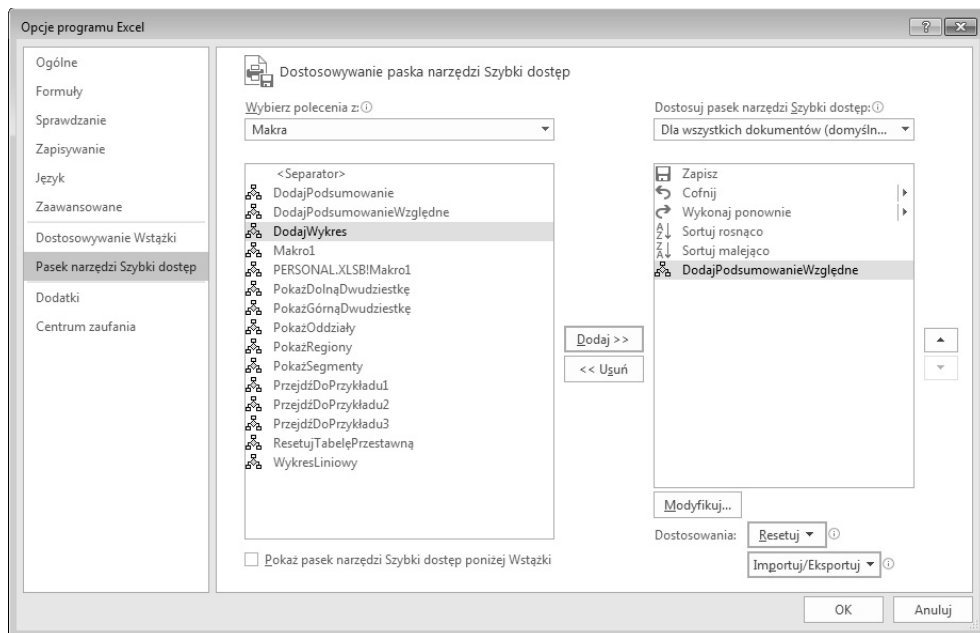 Opcje programu Excel
Ogólne
Formuły
Sprawdzanie
Zapisywanie
Język
Zaawansowane
Dostosowywanie Wstążki
Pasek narzędzi Szybki dostęp
Dodatki
Centrum zaufania
Dostosowywanie paska narzędzi Szybki dostęp
Wybierz polecenia z:
Makra
<Separator>
DodajPodsumowanie
DodajPodsumowanieWzględne
DodajWykres
Makro1
PERSONAL.XLSB!Makro1
PokażDolnąDwudziestkę
PokażGórnąDwudziestkę
PokażOddziały
PokażRegiony
PokażSegmenty
PrzejdźDoPrzykładu1
PrzejdźDoPrzykładu2
PrzejdźDoPrzykładu3
ResetujTabelęPrzestawną
WykresLiniowy
Pokaż pasek narzędzi Szybki dostęp poniżej Wstążki
Dodaj >>
<< Usuń
Dostosuj pasek narzędzi Szybki dostęp:
Dla wszystkich dokumentów (domyśln...
Zapisz
Cofnij
Wykonaj ponownie
Sortuj rosnąco
Sortuj malejąco
DodajPodsumowanieWzględne
Modyfikuj...
Dostosowania: Resetuj
Importuj/Eksportuj
OK Anuluj